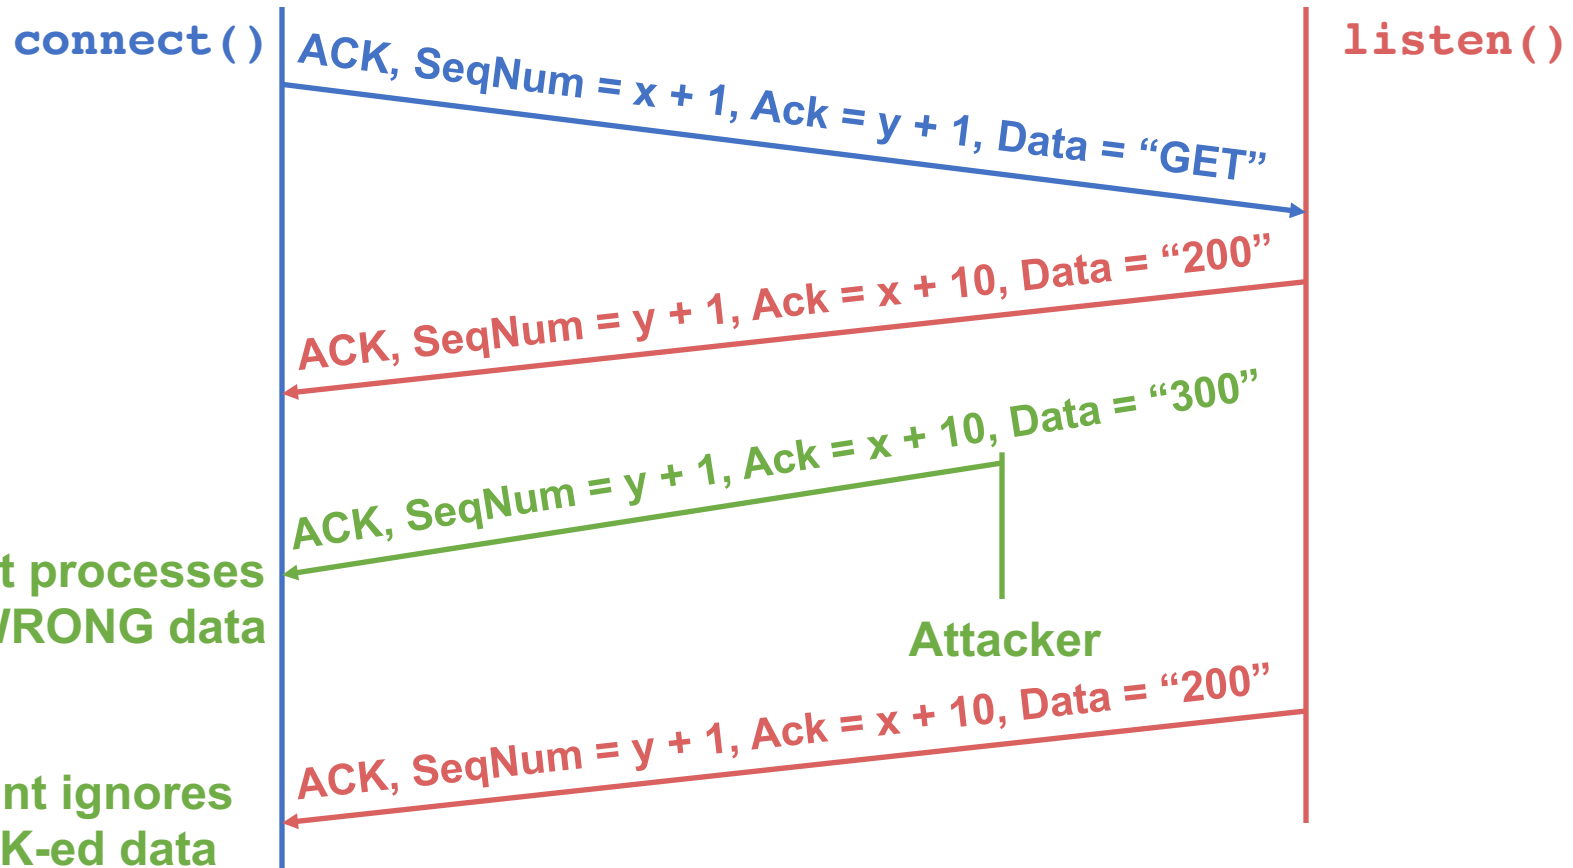 connect()
listen()
ACK, SeqNum = x + 1, Ack = y + 1, Data = “GET”
ACK, SeqNum = y + 1, Ack = x + 10, Data = “200”
ACK, SeqNum = y + 1, Ack = x + 10, Data = “300”
t processes
WRONG data
Attacker
ACK, SeqNum = y + 1, Ack = x + 10, Data = “200”
nt ignores
K-ed data